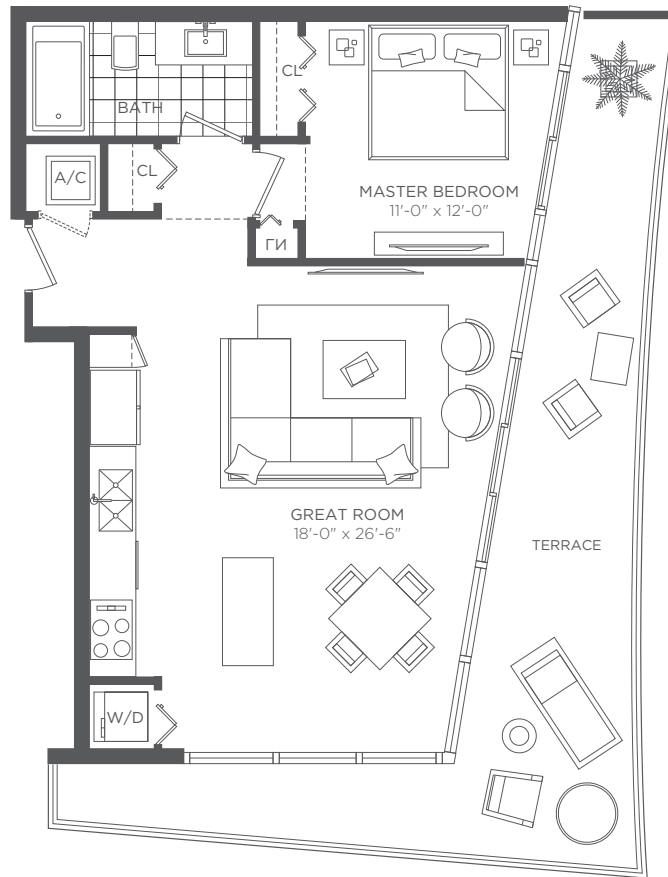 BATH
CL
CL
A/C
MASTER BEDROOM
11'-0" x 12'-0"
ГИ
GREAT ROOM
18'-0" x 26'-6"
TERRACE
W/D